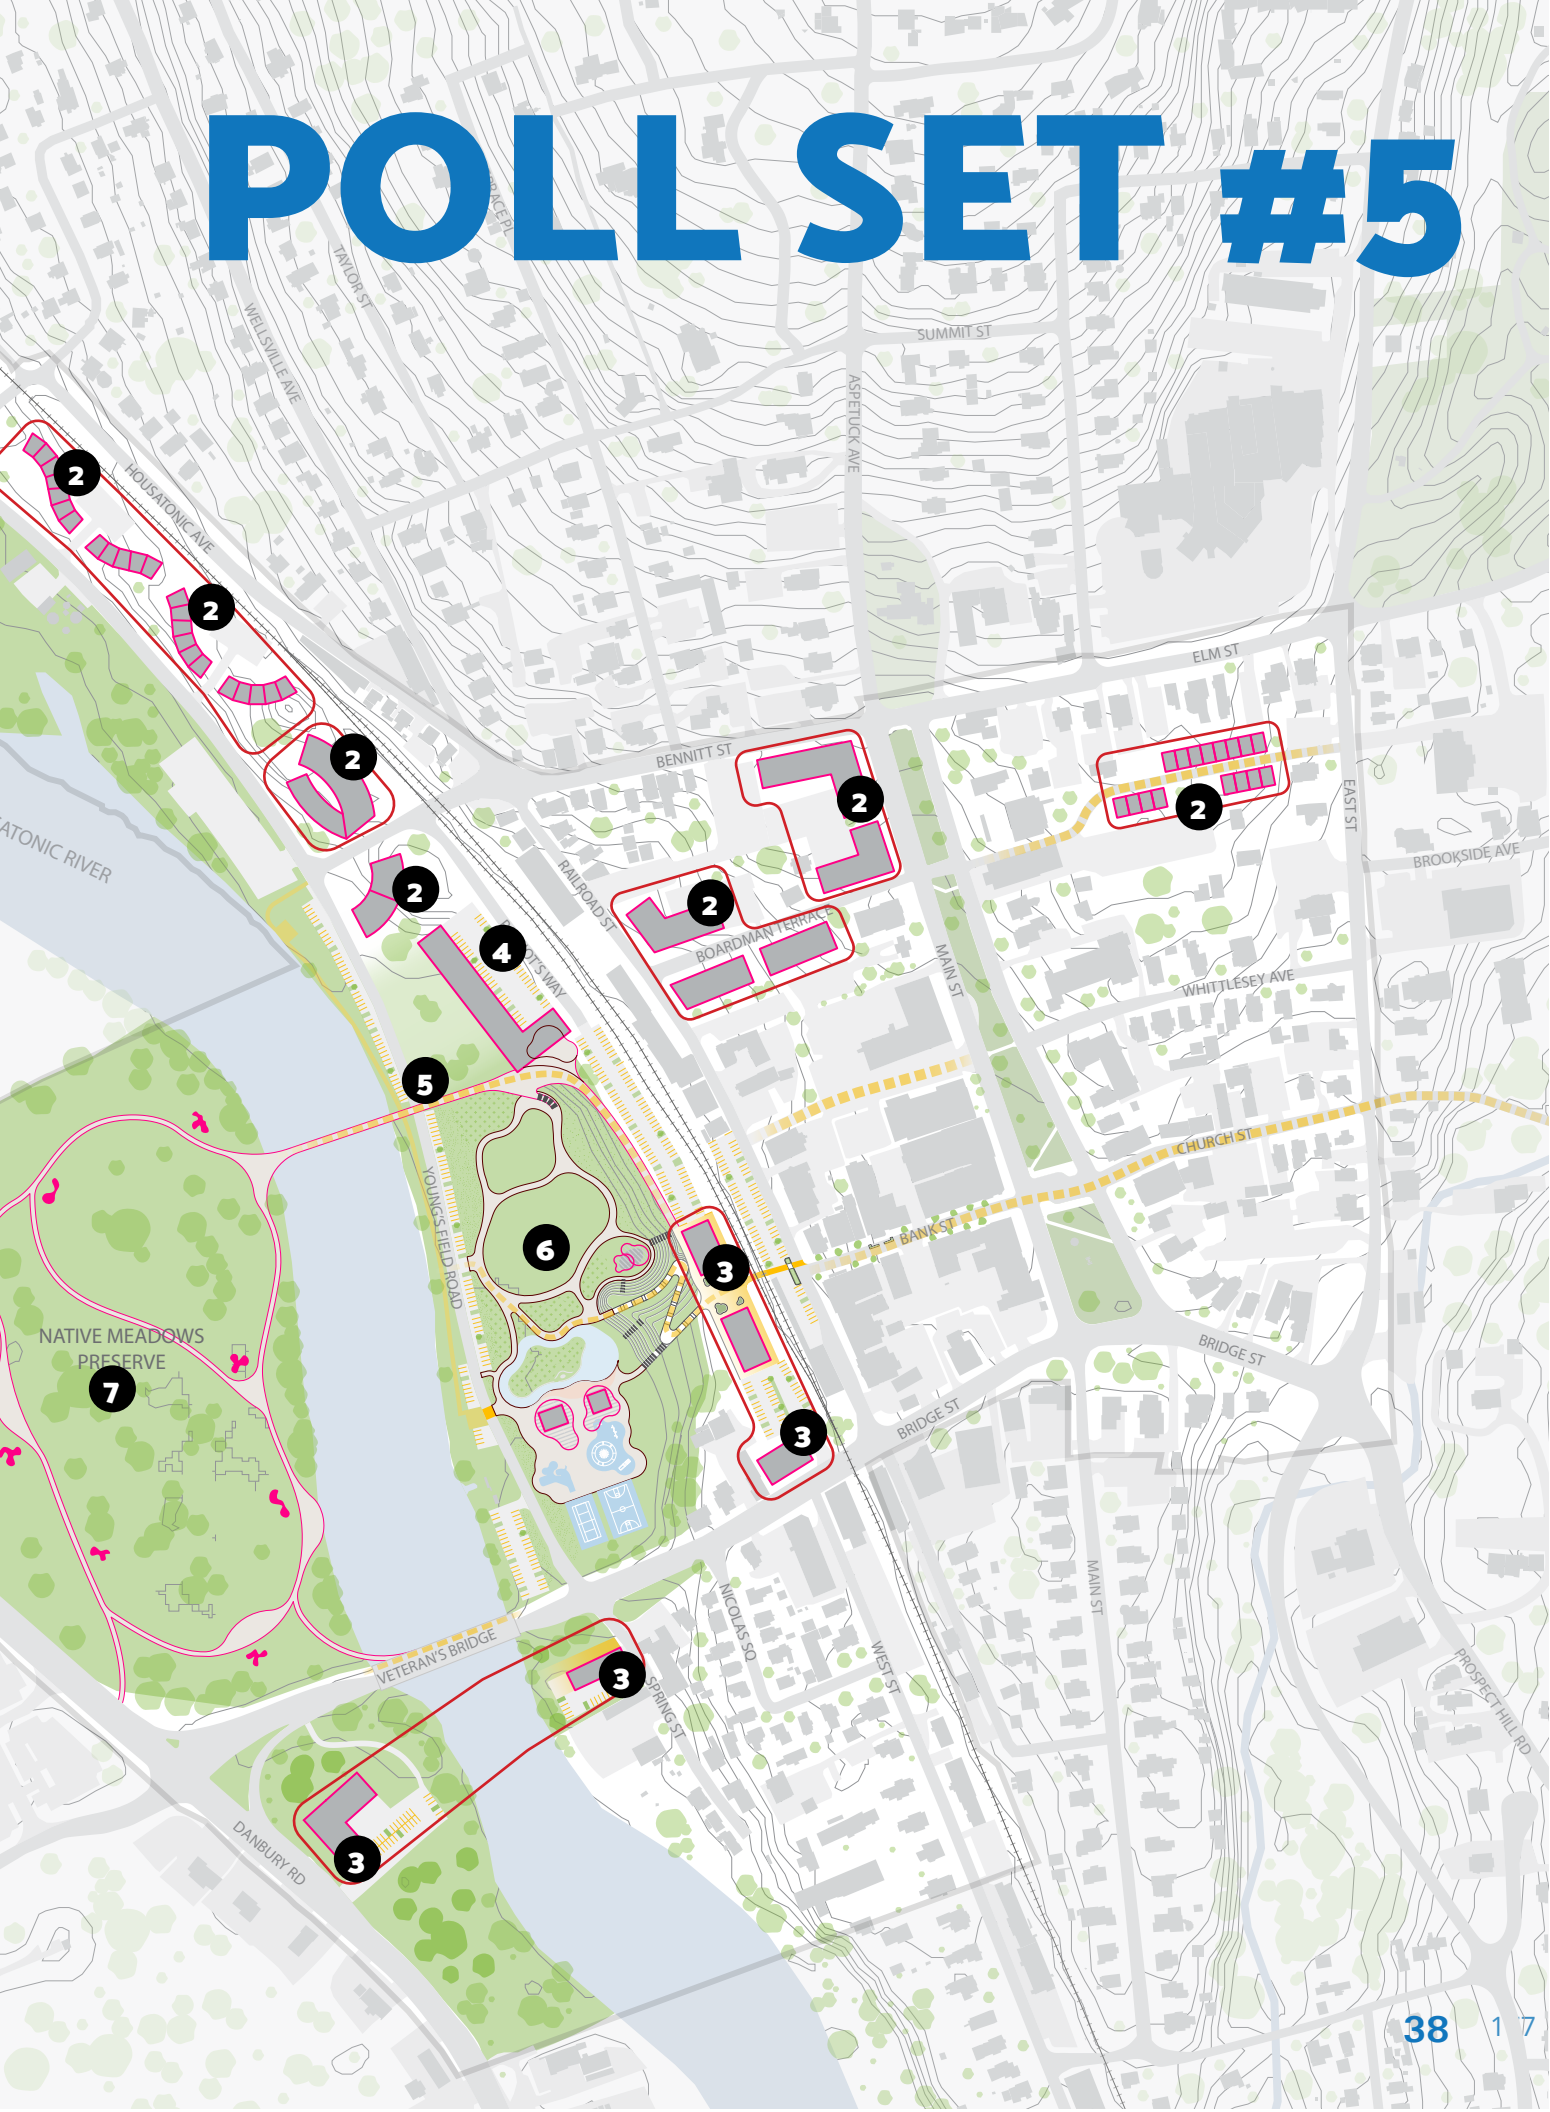 POLL SET #5
TAYLOR ST
WELLSVILLE AVE
SUMMIT ST
ASPETUCK AVE
HOUSATONIC AVE
2
2
ELM ST
BENNITT ST
2
2
2
EAST ST
BROOKSIDE AVE
ATONIC RIVER
RAILROAD ST
2
2
BOARDMAN TERRACE
4
MAIN ST
WHITTLESEY AVE
5
CHURCH ST
YOUNG'S FIELD ROAD
6
BANK ST
3
NATIVE MEADOWS
PRESERVE
7
BRIDGE ST
BRIDGE ST
3
VETERAN'S BRIDGE
NICOLAS SQ
MAIN ST
WEST ST
3
SPRING ST
PROSPECT HILL RD
DANBURY RD
3
38